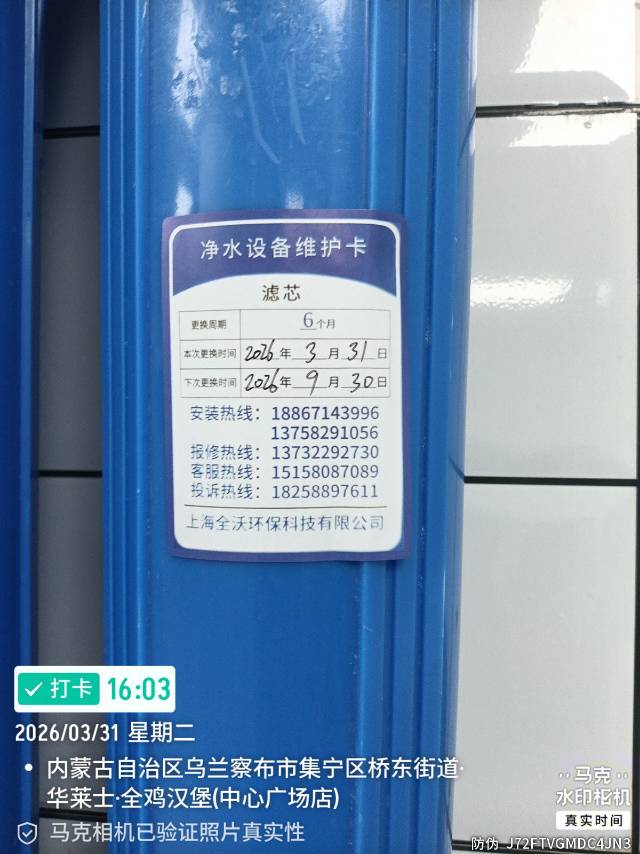 净水设备维护卡
滤芯
更换周期 6个月
本次更换时间 2026年 3月 31日
下次更换时间 2026年 9月 30日
安装热线：18867143996
13758291056
报修热线：13732292730
客服热线：15158087089
投诉热线：18258897611
上海全沃环保科技有限公司
打卡 16:03
2026/03/31 星期二
内蒙古自治区乌兰察布市集宁区桥东街道·
华莱士·全鸡汉堡(中心广场店)
马克相机已验证照片真实性
马克
水印相机
真实时间
防伪 J72FTVGMDC4JN3